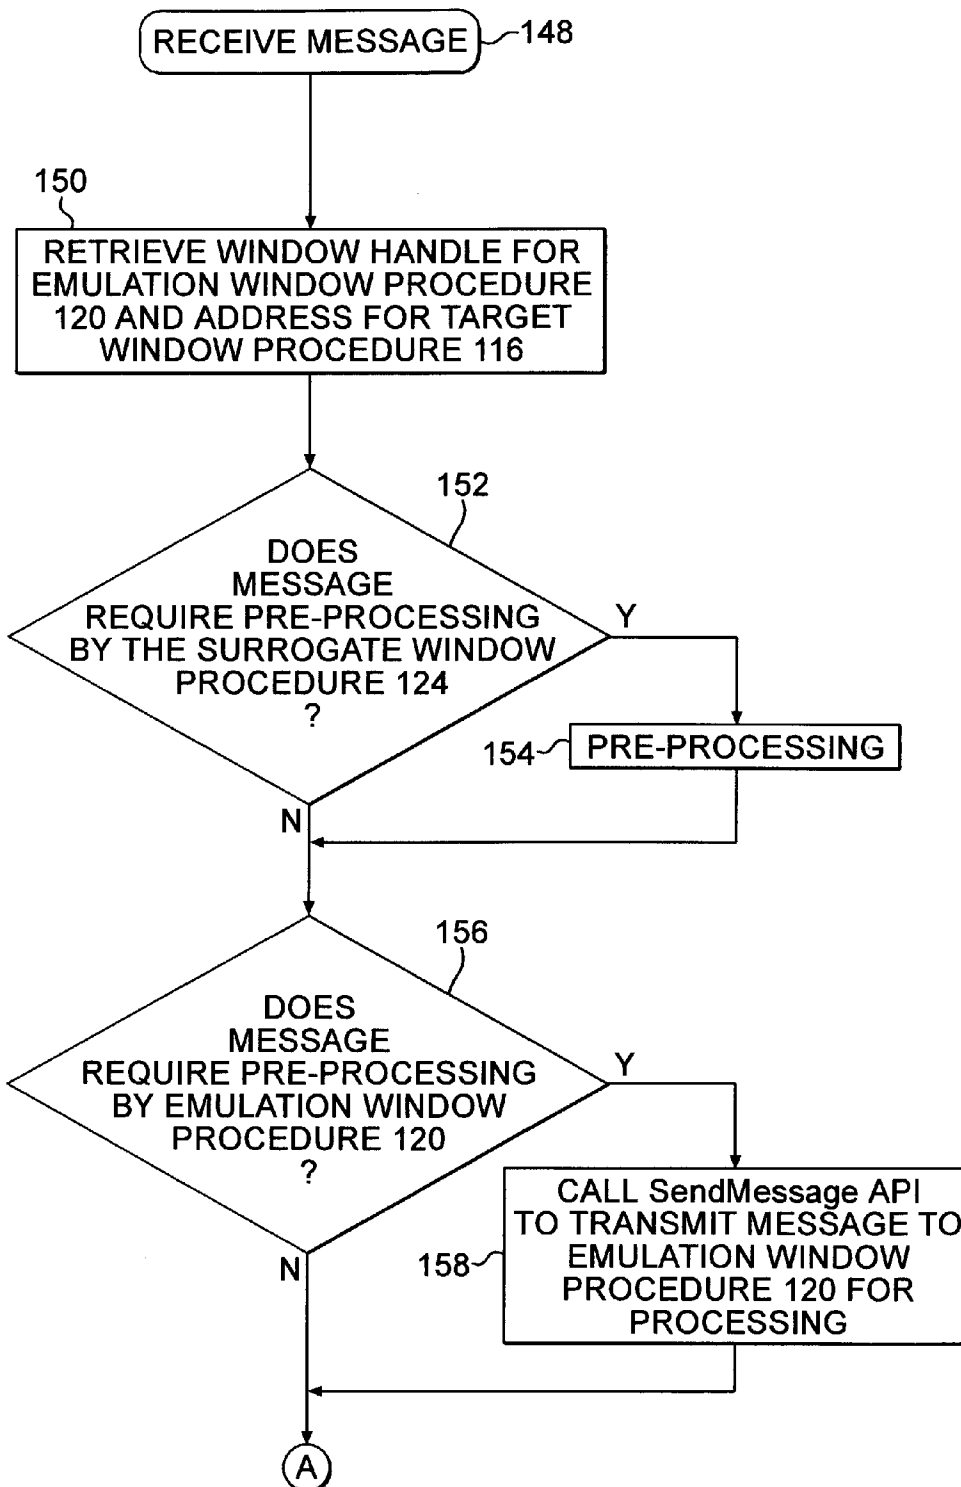 RECEIVE MESSAGE
148
150
RETRIEVE WINDOW HANDLE FOR
EMULATION WINDOW PROCEDURE
120 AND ADDRESS FOR TARGET
WINDOW PROCEDURE 116
152
DOES
MESSAGE
REQUIRE PRE-PROCESSING
BY THE SURROGATE WINDOW
PROCEDURE 124
?
Y
154
PRE-PROCESSING
N
156
DOES
MESSAGE
REQUIRE PRE-PROCESSING
BY EMULATION WINDOW
PROCEDURE 120
?
Y
CALL SendMessage API
TO TRANSMIT MESSAGE TO
EMULATION WINDOW
PROCEDURE 120 FOR
PROCESSING
158
N
A